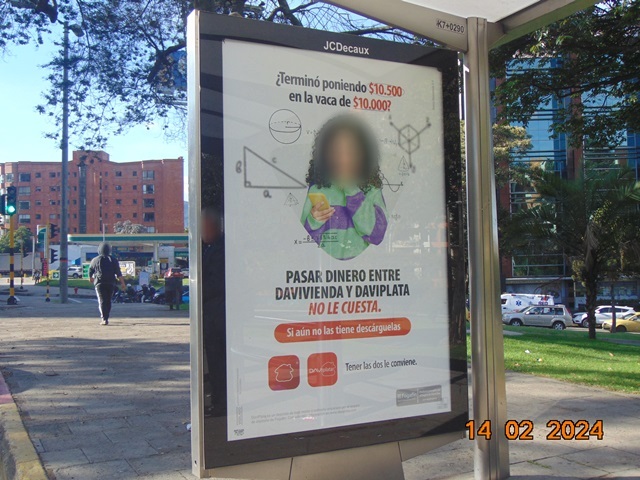 K7+0290
JCDecaux
¿Terminó poniendo $10.500
en la vaca de $10.000?
B
c
a
PASAR DINERO ENTRE
DAVIVIENDA Y DAVIPLATA
NO LE CUESTA.
Si aún no las tiene descárguelas
Tener las dos le conviene.
14 02 2024